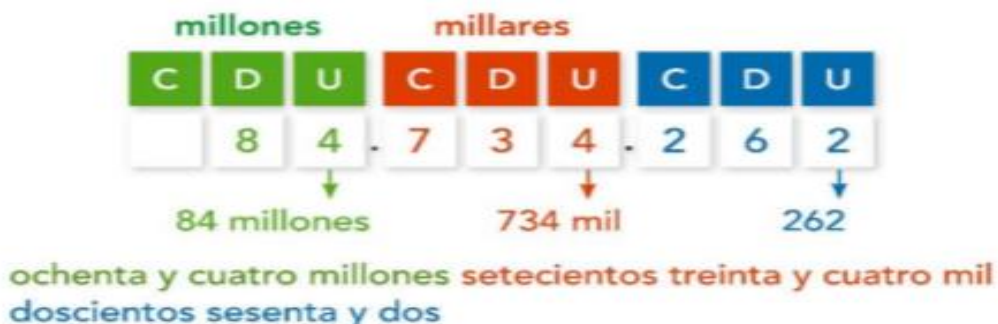 millones millares
C D U C D U C D U
8 4 . 7 3 4 . 2 6 2
84 millones 734 mil 262
ochenta y cuatro millones setecientos treinta y cuatro mil
doscientos sesenta y dos